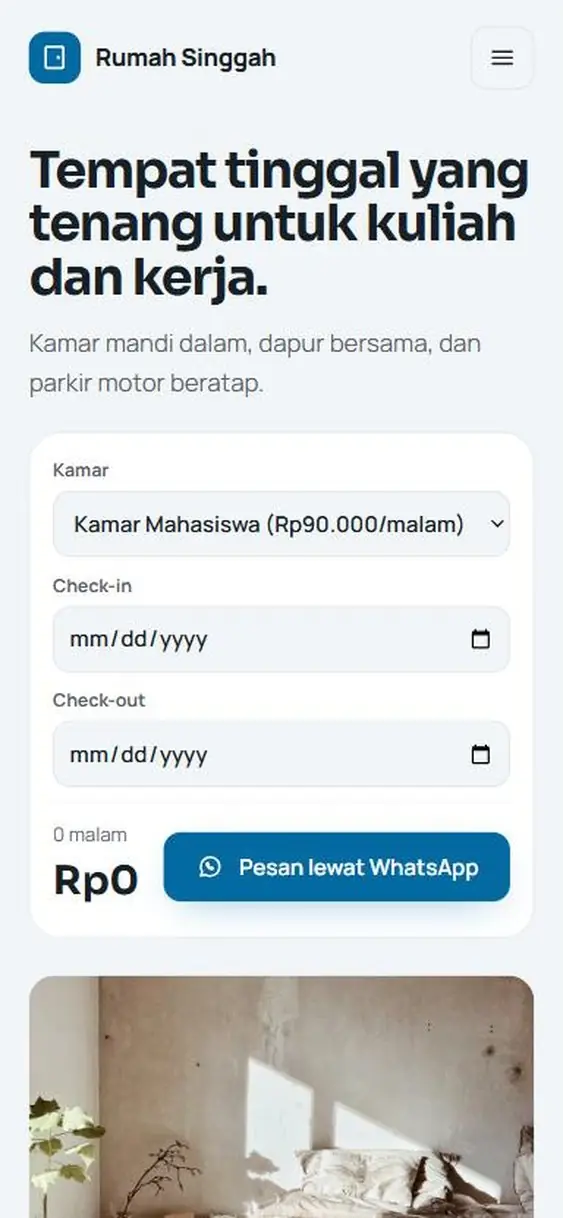 Rumah Singgah
Tempat tinggal yang
tenang untuk kuliah
dan kerja.
Kamar mandi dalam, dapur bersama, dan
parkir motor beratap.
Kamar
Kamar Mahasiswa (Rp90.000/malam)
Check-in
mm/dd/yyyy
Check-out
mm/dd/yyyy
0 malam
Rp0
Pesan lewat WhatsApp